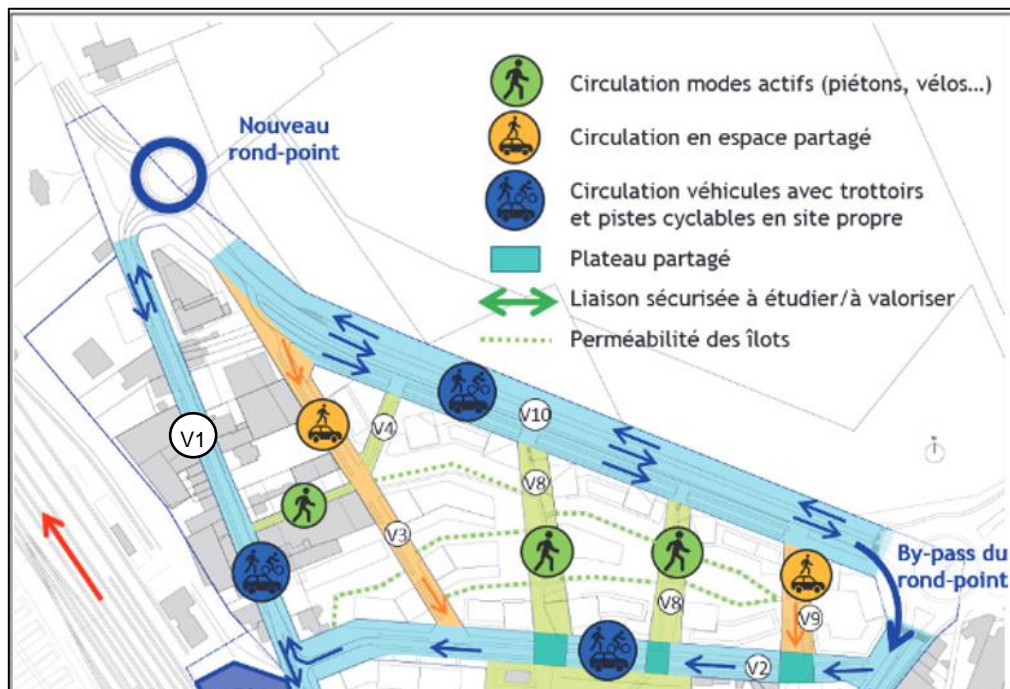 Circulation modes actifs (piétons, vélos...)
Nouveau
rond-point
Circulation en espace partagé
Circulation véhicules avec trottoirs
et pistes cyclables en site propre
Plateau partagé
Liaison sécurisée à étudier/à valoriser
Perméabilité des îlots
V1
V4
V10
V8
V3
By-pass du
rond-point
V8
V9
V2